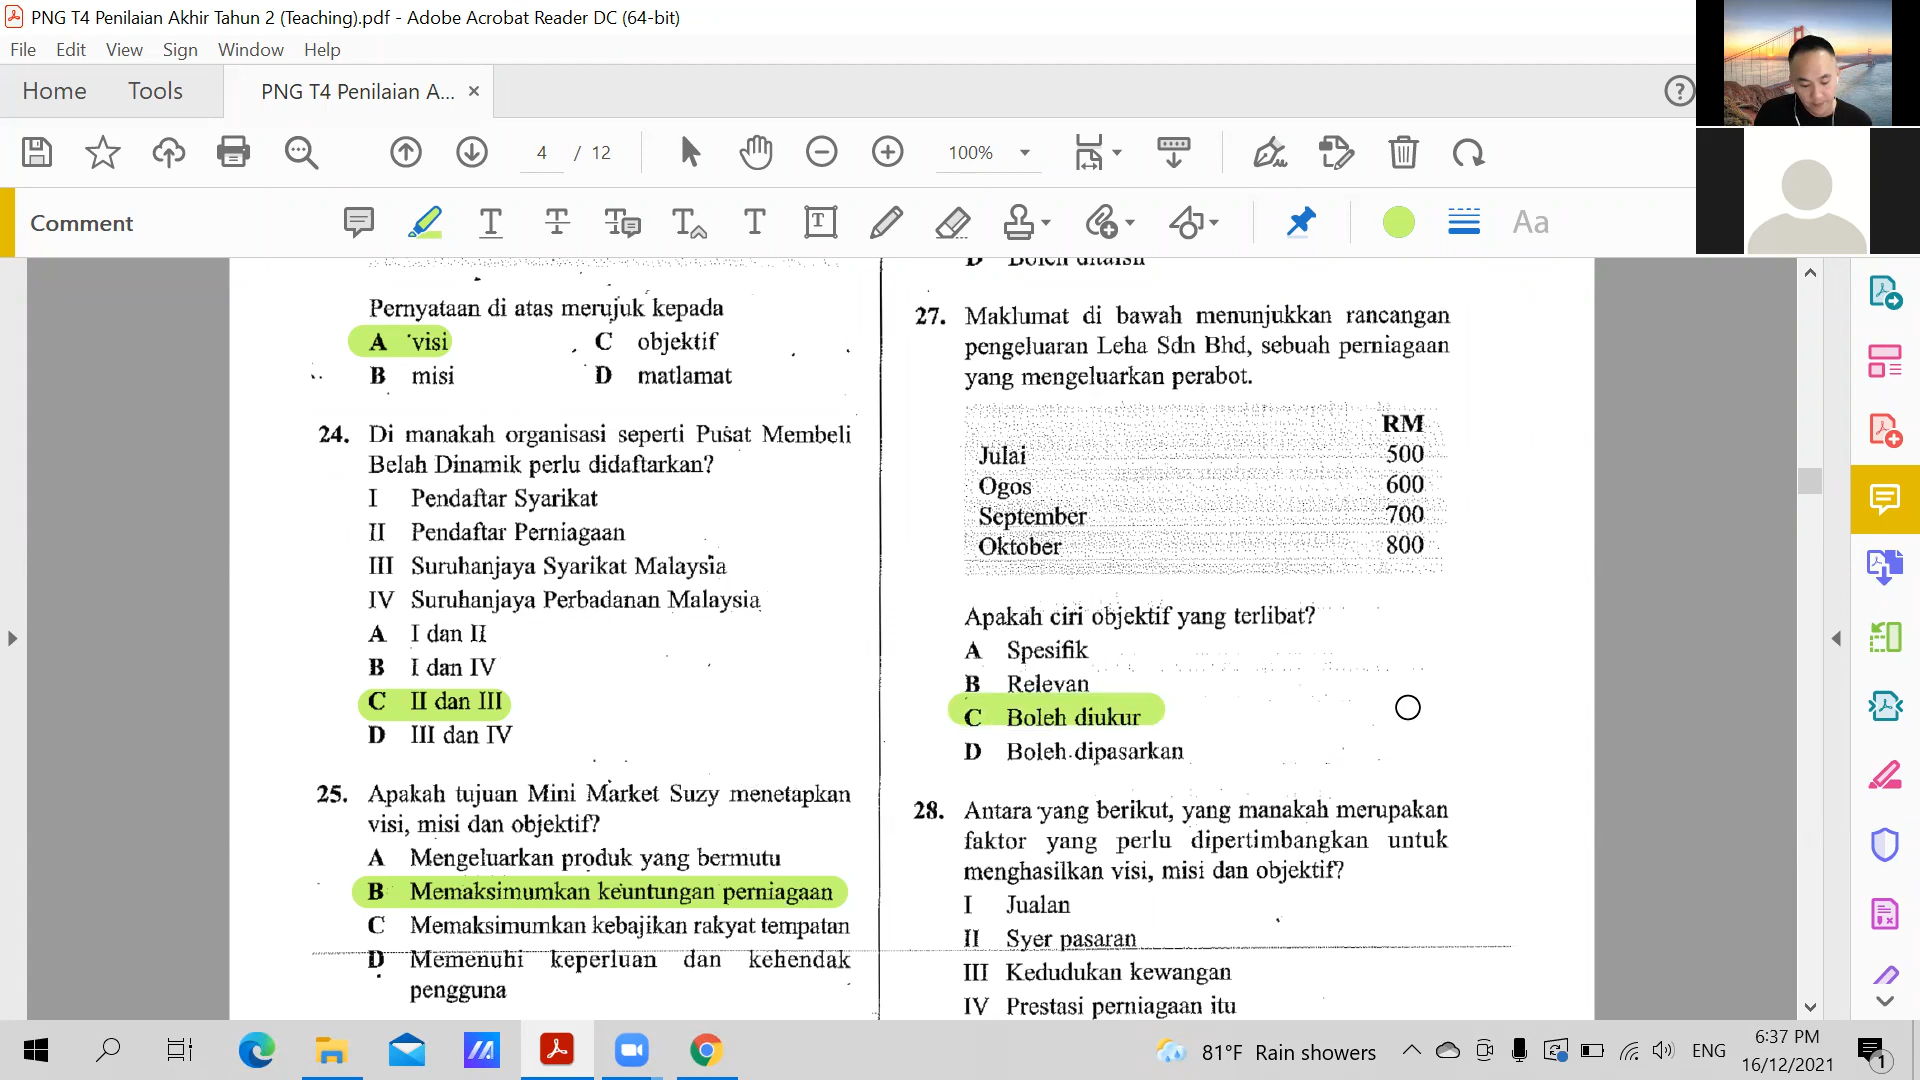 PNG T4 Penilaian Akhir Tahun 2 (Teaching).pdf - Adobe Acrobat Reader DC (64-bit)
File Edit View Sign Window Help
Home Tools PNG T4 Penilaian A... ×
4 / 12 100%
Comment
Aa
Pernyataan di atas merujuk kepada
A visi C objektif
B misi D matlamat
24. Di manakah organisasi seperti Pusat Membeli
Belah Dinamik perlu didaftarkan?
I Pendaftar Syarikat
II Pendaftar Perniagaan
III Suruhanjaya Syarikat Malaysia
IV Suruhanjaya Perbadanan Malaysia
A I dan II
B I dan IV
C II dan III
D III dan IV
25. Apakah tujuan Mini Market Suzy menetapkan
visi, misi dan objektif?
A Mengeluarkan produk yang bermutu
B Memaksimumkan keuntungan perniagaan
C Memaksimumkan kebajikan rakyat tempatan
D Memenuhi keperluan dan kehendak
pengguna
27. Maklumat di bawah menunjukkan rancangan
pengeluaran Leha Sdn Bhd, sebuah perniagaan
yang mengeluarkan perabot.
RM
Julai 500
Ogos 600
September 700
Oktober 800
Apakah ciri objektif yang terlibat?
A Spesifik
B Relevan
C Boleh diukur
D Boleh dipasarkan
28. Antara yang berikut, yang manakah merupakan
faktor yang perlu dipertimbangkan untuk
menghasilkan visi, misi dan objektif?
I Jualan
II Syer pasaran
III Kedudukan kewangan
IV Prestasi perniagaan itu
81°F Rain showers
ENG
6:37 PM
16/12/2021
1